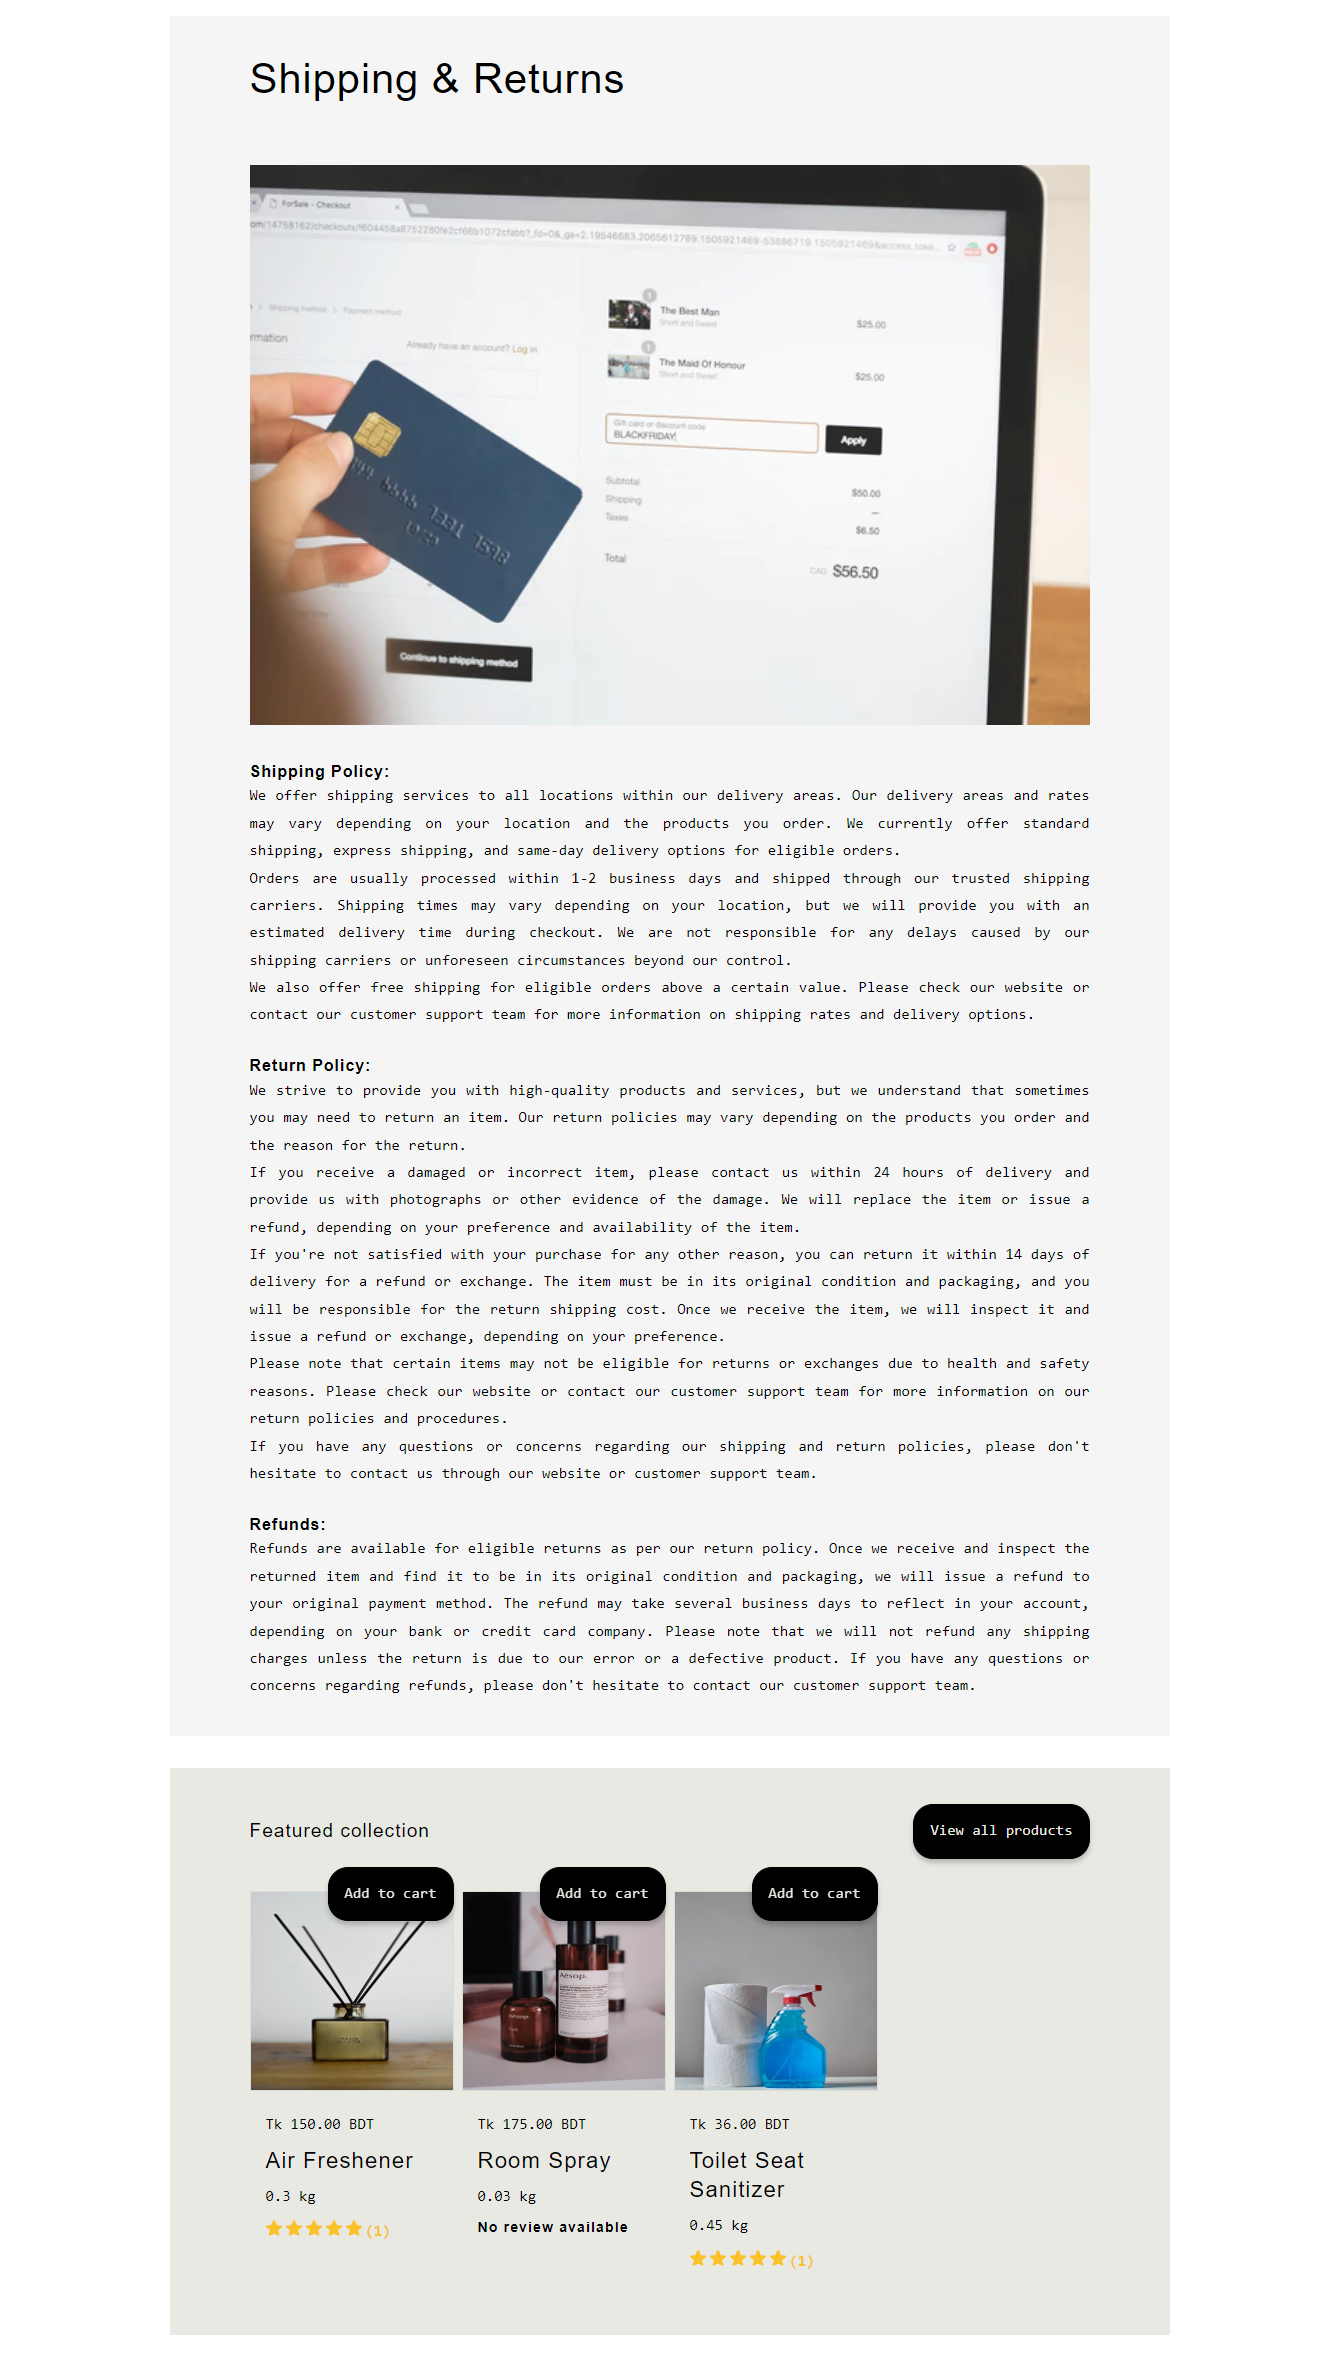 Shipping & Returns
ForSale - Checkout
The Best Man
Short and Sweet
$25.00
Shipping method > Payment method
Already have an account? Log in
The Maid Of Honour
Short and Sweet
$25.00
Gift card or discount code
BLACKFRIDAY
Apply
Subtotal
$50.00
Shipping
—
Taxes
$6.50
Total
CAD $56.50
Continue to shipping method
Shipping Policy:
We offer shipping services to all locations within our delivery areas. Our delivery areas and rates
may vary depending on your location and the products you order. We currently offer standard
shipping, express shipping, and same-day delivery options for eligible orders.
Orders are usually processed within 1-2 business days and shipped through our trusted shipping
carriers. Shipping times may vary depending on your location, but we will provide you with an
estimated delivery time during checkout. We are not responsible for any delays caused by our
shipping carriers or unforeseen circumstances beyond our control.
We also offer free shipping for eligible orders above a certain value. Please check our website or
contact our customer support team for more information on shipping rates and delivery options.
Return Policy:
We strive to provide you with high-quality products and services, but we understand that sometimes
you may need to return an item. Our return policies may vary depending on the products you order and
the reason for the return.
If you receive a damaged or incorrect item, please contact us within 24 hours of delivery and
provide us with photographs or other evidence of the damage. We will replace the item or issue a
refund, depending on your preference and availability of the item.
If you're not satisfied with your purchase for any other reason, you can return it within 14 days of
delivery for a refund or exchange. The item must be in its original condition and packaging, and you
will be responsible for the return shipping cost. Once we receive the item, we will inspect it and
issue a refund or exchange, depending on your preference.
Please note that certain items may not be eligible for returns or exchanges due to health and safety
reasons. Please check our website or contact our customer support team for more information on our
return policies and procedures.
If you have any questions or concerns regarding our shipping and return policies, please don't
hesitate to contact us through our website or customer support team.
Refunds:
Refunds are available for eligible returns as per our return policy. Once we receive and inspect the
returned item and find it to be in its original condition and packaging, we will issue a refund to
your original payment method. The refund may take several business days to reflect in your account,
depending on your bank or credit card company. Please note that we will not refund any shipping
charges unless the return is due to our error or a defective product. If you have any questions or
concerns regarding refunds, please don't hesitate to contact our customer support team.
Featured collection
View all products
Add to cart
Add to cart
Add to cart
Aesop.
Aesop.
Tk 150.00 BDT
Air Freshener
0.3 kg
(1)
Tk 175.00 BDT
Room Spray
0.03 kg
No review available
Tk 36.00 BDT
Toilet Seat
Sanitizer
0.45 kg
(1)